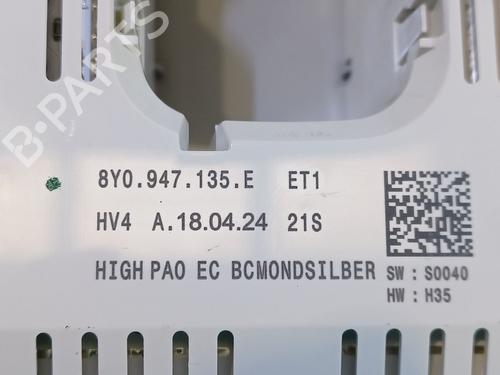 B-PARTS
8Y0.947.135.E ET1
HV4 A.18.04.24 21S
HIGH PAO EC BCMONDSILBER
SW : S0040
HW : H35